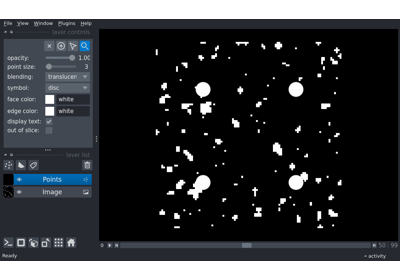 File View Window Plugins Help
layer controls
opacity: 1.00
point size: 3
blending: translucen
symbol: disc
face color: white
edge color: white
display text: ✓
out of slice:
layer list
Points
Image
0 50 99
Ready activity